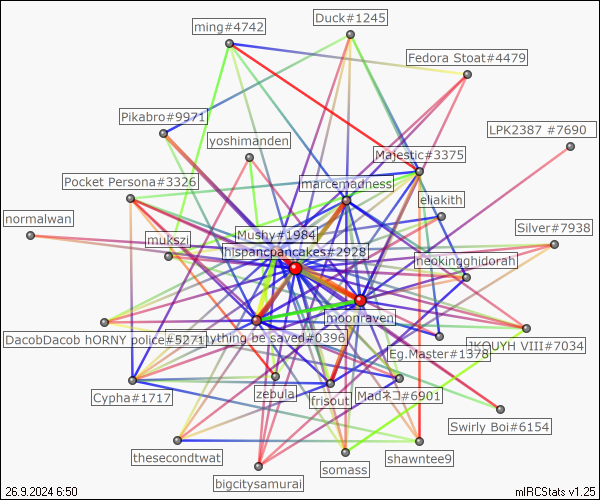 Duck#1245
ming#4742
Fedora Stoat#4479
Pikabro#9971
LPK2387 #7690
yoshimanden
Majestic#3375
Pocket Persona#3326
marcemadness
eliakith
normalwan
Silver#7938
Mushy#1984
mukszi
hispancpancakes#2928
neokingghidorah
moonraven
DacobDacob hORNY police#5271
ything be saved#0396
JKOUYH VIII#7034
Eg.Master#1378
Cypha#1717
zebula
frisout
Madネコ#6901
Swirly Boi#6154
thesecondtwat
shawntee9
somass
bigcitysamurai
26.9.2024 6:50
mIRCStats v1.25